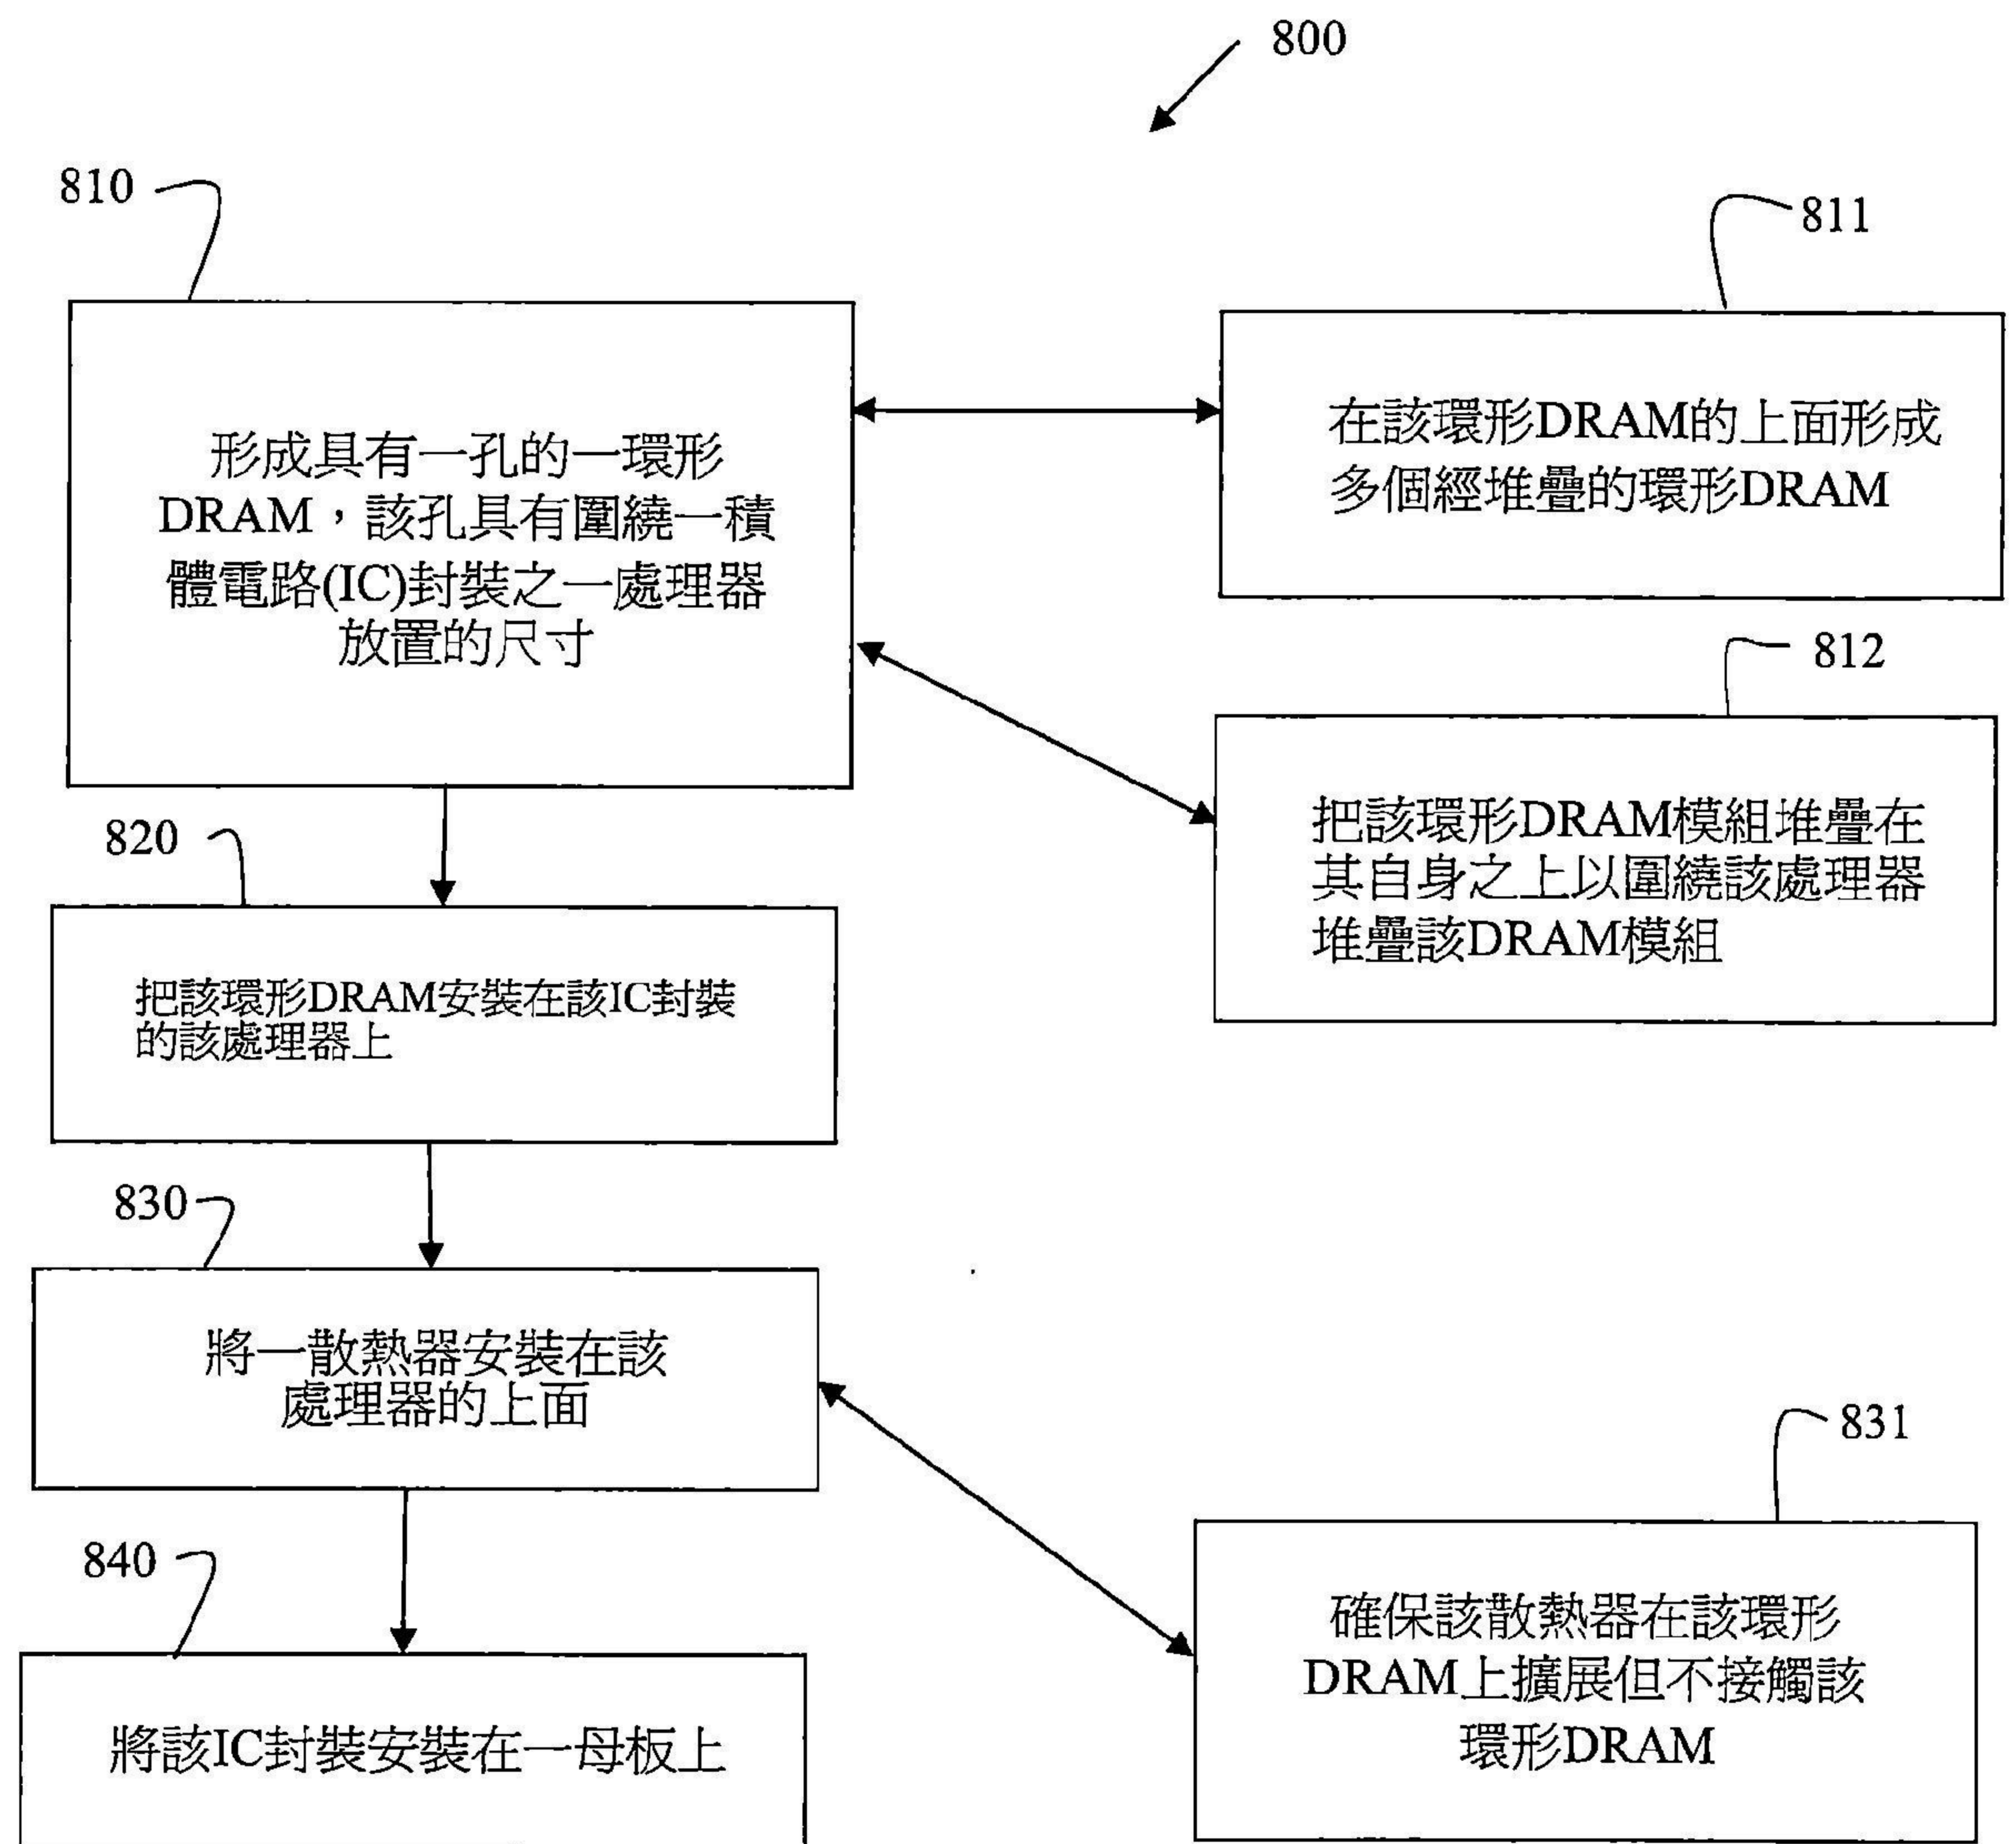 800
810
811
形成具有一孔的一環形
DRAM，該孔具有圍繞一積
體電路(IC)封裝之一處理器
放置的尺寸
在該環形DRAM的上面形成
多個經堆疊的環形DRAM
812
把該環形DRAM模組堆疊在
其自身之上以圍繞該處理器
堆疊該DRAM模組
820
把該環形DRAM安裝在該IC封裝
的該處理器上
830
將一散熱器安裝在該
處理器的上面
831
確保該散熱器在該環形
DRAM上擴展但不接觸該
環形DRAM
840
將該IC封裝安裝在一母板上